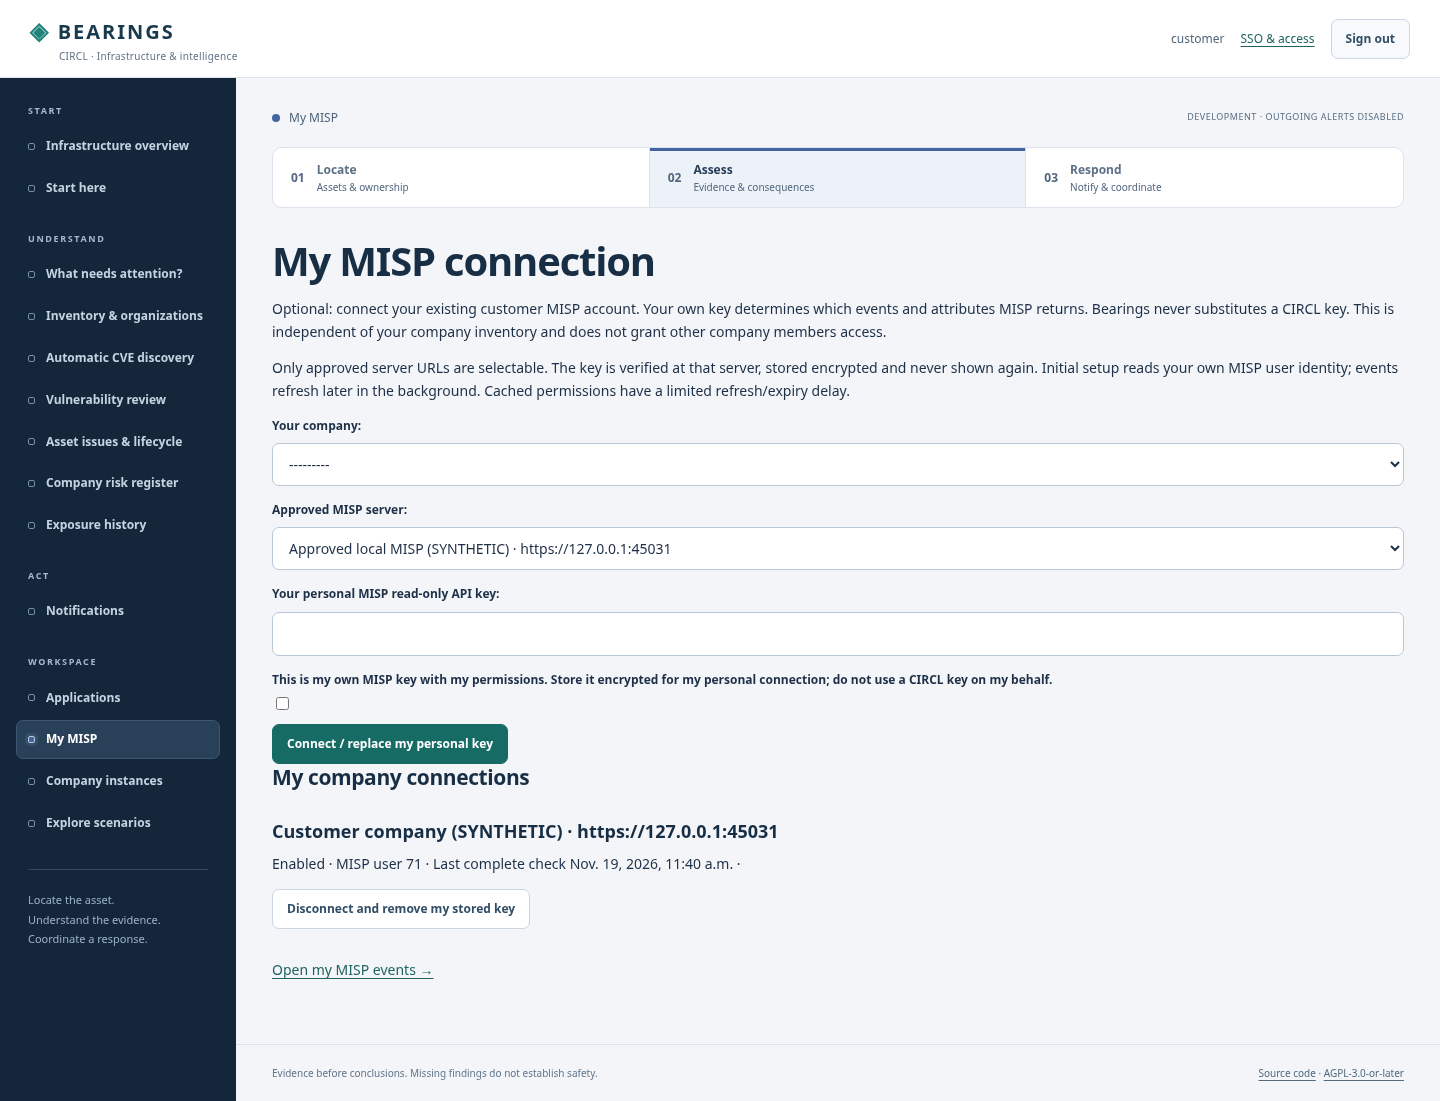 BEARINGS
CIRCL · Infrastructure & intelligence
customer
SSO & access
Sign out
START
Infrastructure overview
Start here
UNDERSTAND
What needs attention?
Inventory & organizations
Automatic CVE discovery
Vulnerability review
Asset issues & lifecycle
Company risk register
Exposure history
ACT
Notifications
WORKSPACE
Applications
My MISP
Company instances
Explore scenarios
Locate the asset.
Understand the evidence.
Coordinate a response.
My MISP
DEVELOPMENT · OUTGOING ALERTS DISABLED
01
Locate
Assets & ownership
02
Assess
Evidence & consequences
03
Respond
Notify & coordinate
My MISP connection
Optional: connect your existing customer MISP account. Your own key determines which events and attributes MISP returns. Bearings never substitutes a CIRCL key. This is
independent of your company inventory and does not grant other company members access.
Only approved server URLs are selectable. The key is verified at that server, stored encrypted and never shown again. Initial setup reads your own MISP user identity; events
refresh later in the background. Cached permissions have a limited refresh/expiry delay.
Your company:
---------
Approved MISP server:
Approved local MISP (SYNTHETIC) · https://127.0.0.1:45031
Your personal MISP read-only API key:
This is my own MISP key with my permissions. Store it encrypted for my personal connection; do not use a CIRCL key on my behalf.
Connect / replace my personal key
My company connections
Customer company (SYNTHETIC) · https://127.0.0.1:45031
Enabled · MISP user 71 · Last complete check Nov. 19, 2026, 11:40 a.m. ·
Disconnect and remove my stored key
Open my MISP events →
Evidence before conclusions. Missing findings do not establish safety.
Source code · AGPL-3.0-or-later